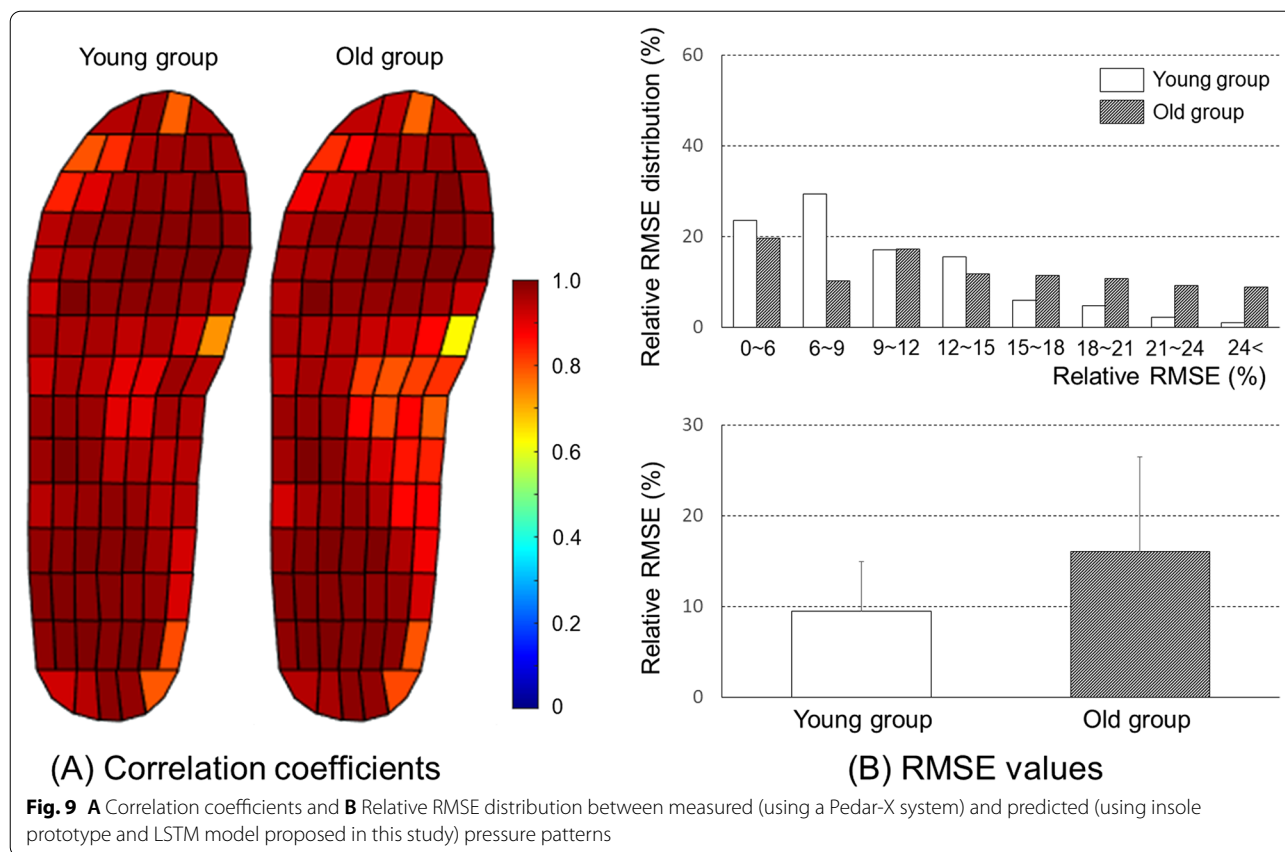 Young group
Old group
1.0
0.8
0.6
0.4
0.2
0
(A) Correlation coefficients
Relative RMSE distribution (%)
60
40
20
0
Young group
Old group
0~6 6~9 9~12 12~15 15~18 18~21 21~24 24<
Relative RMSE (%)
Relative RMSE (%)
30
20
10
0
Young group Old group
(B) RMSE values
Fig. 9 A Correlation coefficients and B Relative RMSE distribution between measured (using a Pedar-X system) and predicted (using insole
prototype and LSTM model proposed in this study) pressure patterns